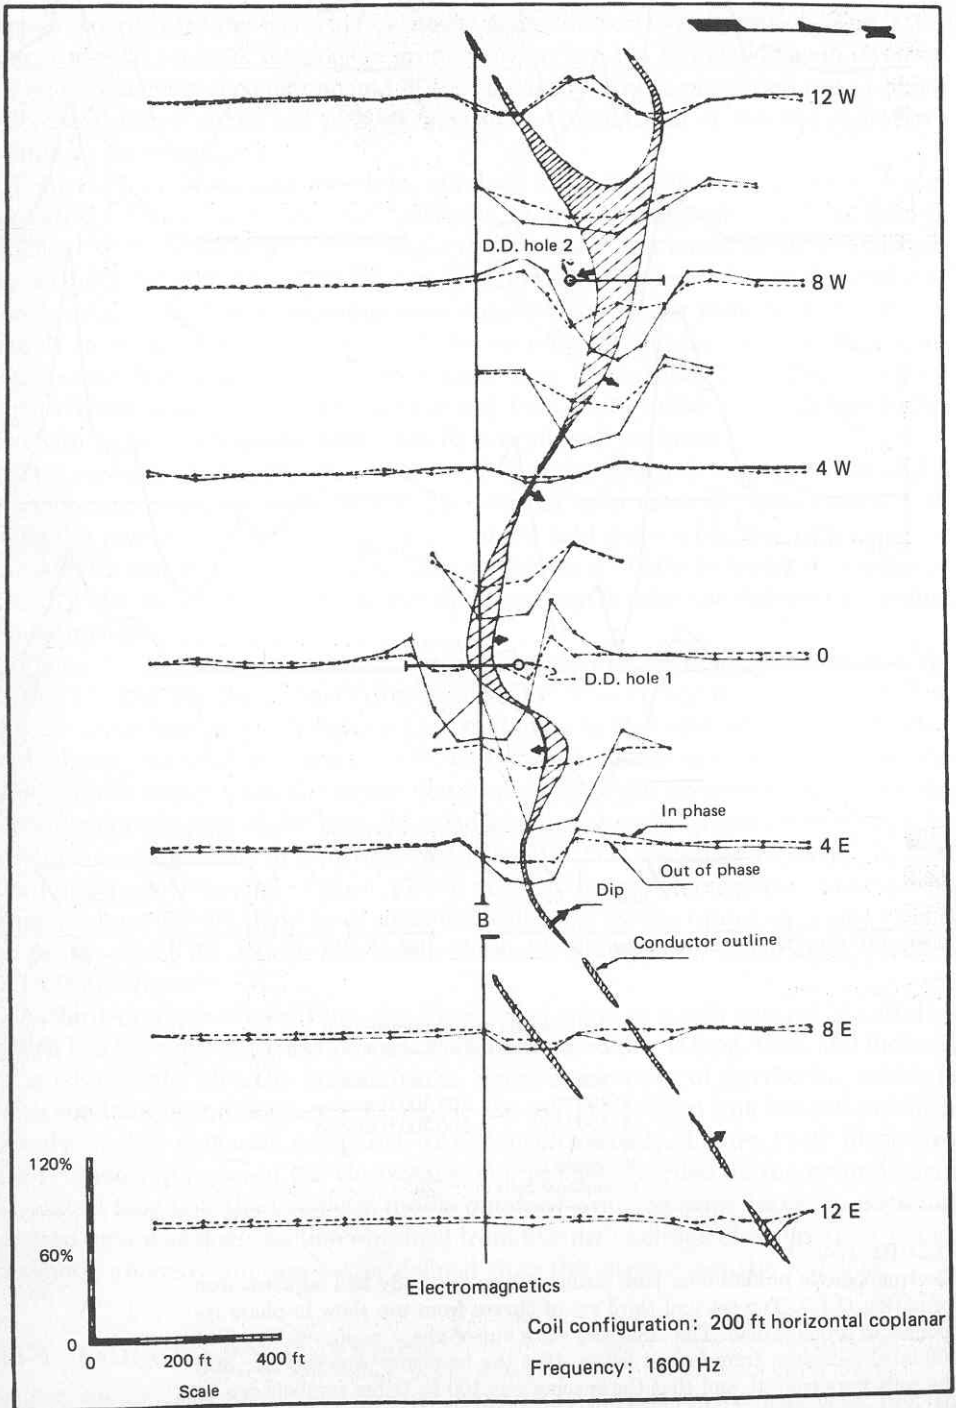 12 W
D.D. hole 2
8 W
4 W
0
D.D. hole 1
In phase
4 E
Out of phase
Dip
B
Conductor outline
8 E
120%
12 E
60%
Electromagnetics
0
Coil configuration: 200 ft horizontal coplanar
0 200 ft 400 ft
Frequency: 1600 Hz
Scale